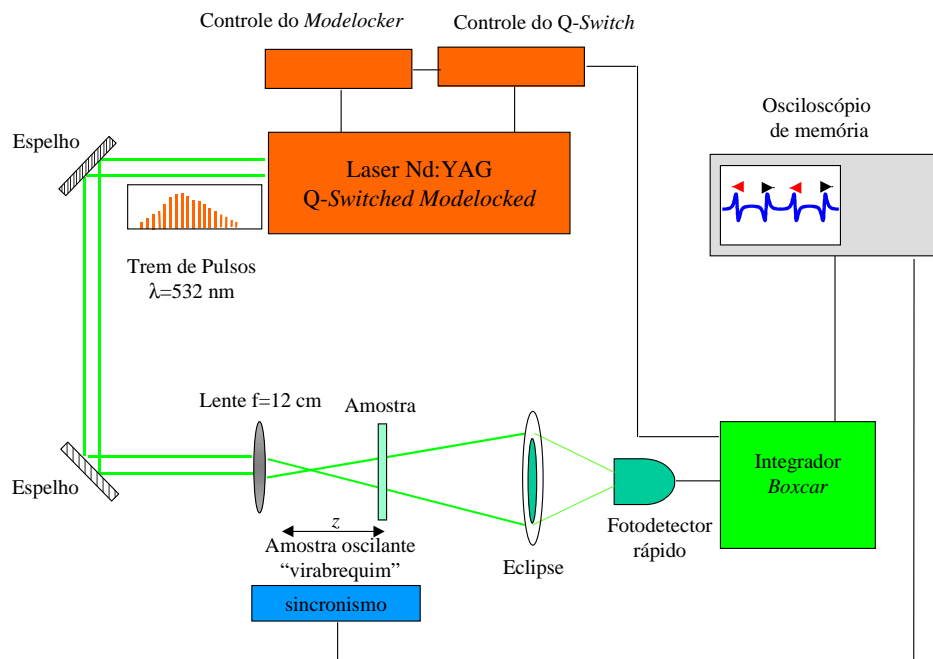 Controle do Modelocker
Controle do Q-Switch
Espelho
Laser Nd:YAG
Q-Switched Modelocked
Osciloscópio
de memória
Trem de Pulsos
λ=532 nm
Lente f=12 cm
Amostra
Espelho
z
Amostra oscilante
“virabrequim”
sincronismo
Eclipse
Fotodetector
rápido
Integrador
Boxcar